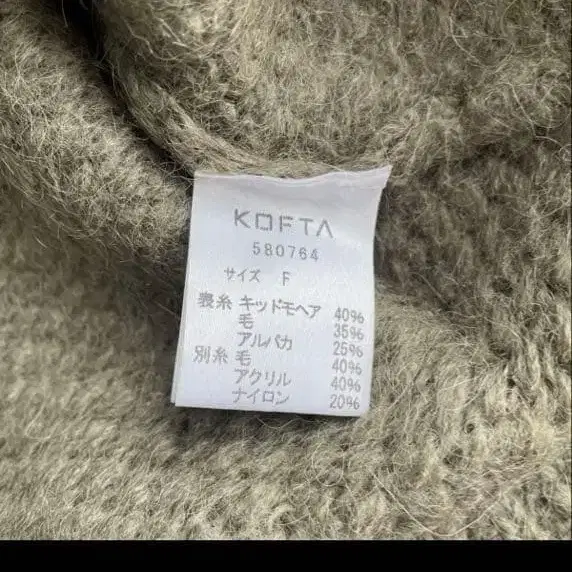 KOFTA
580764
サイズ F
表糸 キッドモヘア 40%
毛 35%
アルパカ 25%
別糸 毛 40%
アクリル 40%
ナイロン 20%